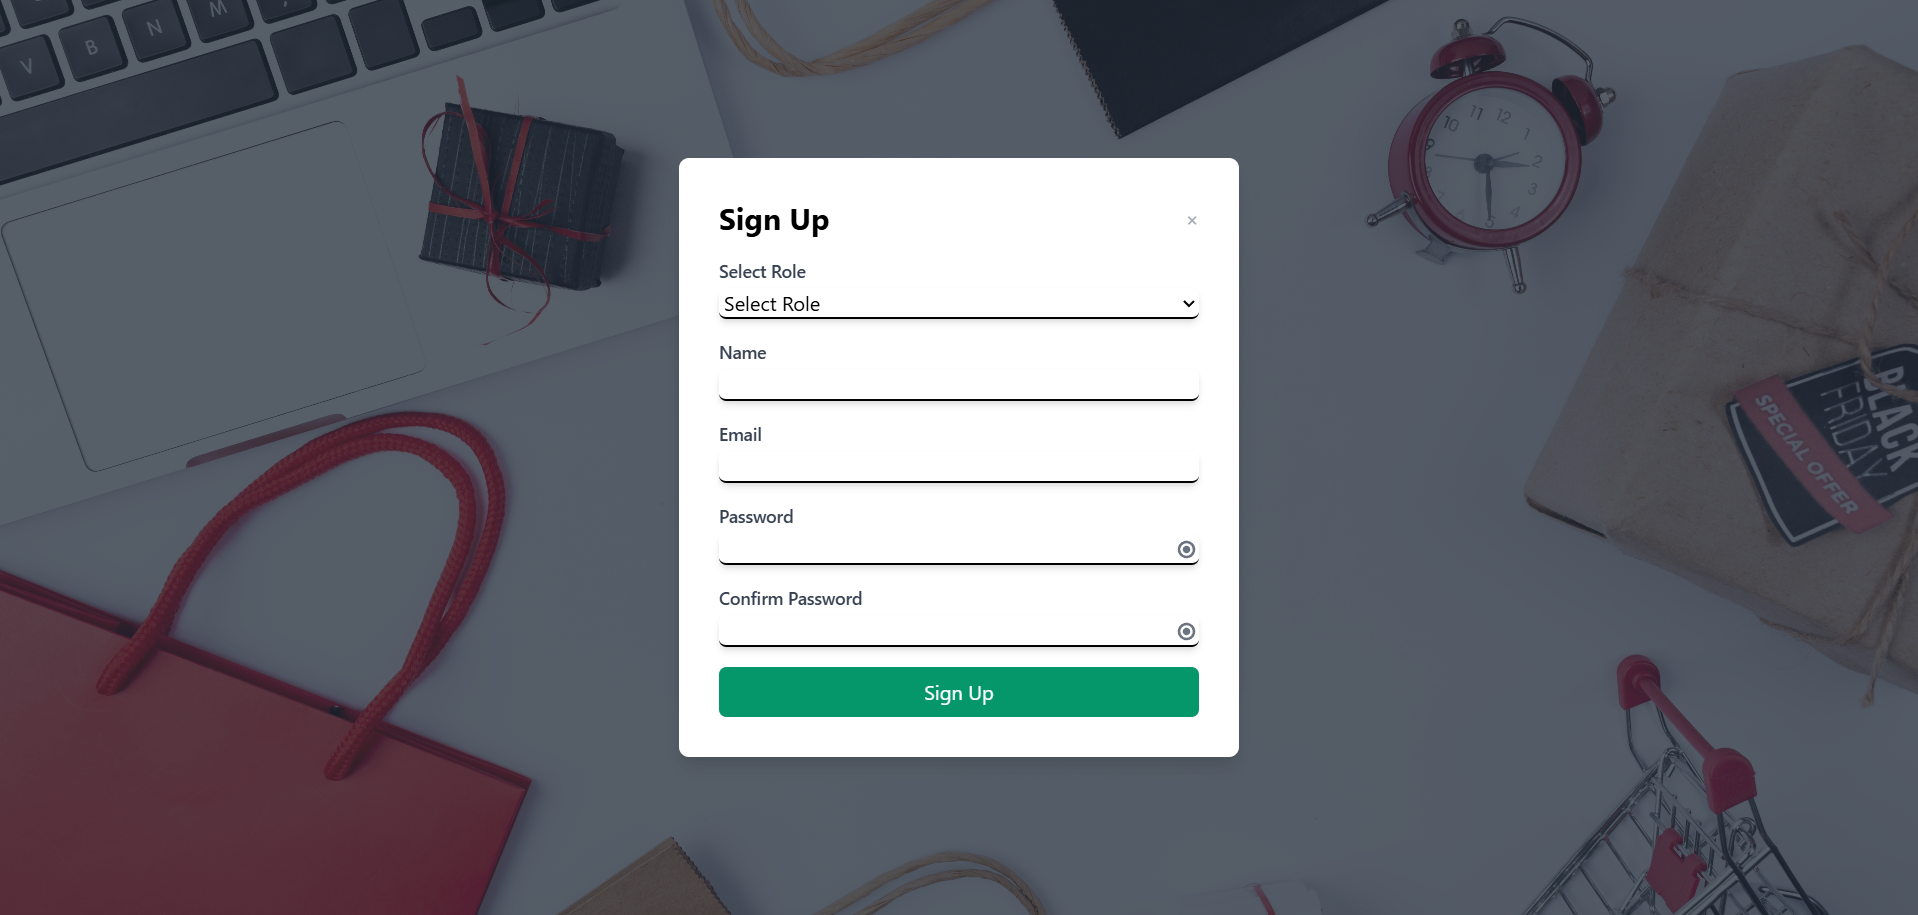 V B N M
11 12 1
10 2
3
5 4
Sign Up
×
Select Role
Select Role
Name
Email
Password
Confirm Password
Sign Up
BLACK
FRIDAY
SPECIAL OFFER